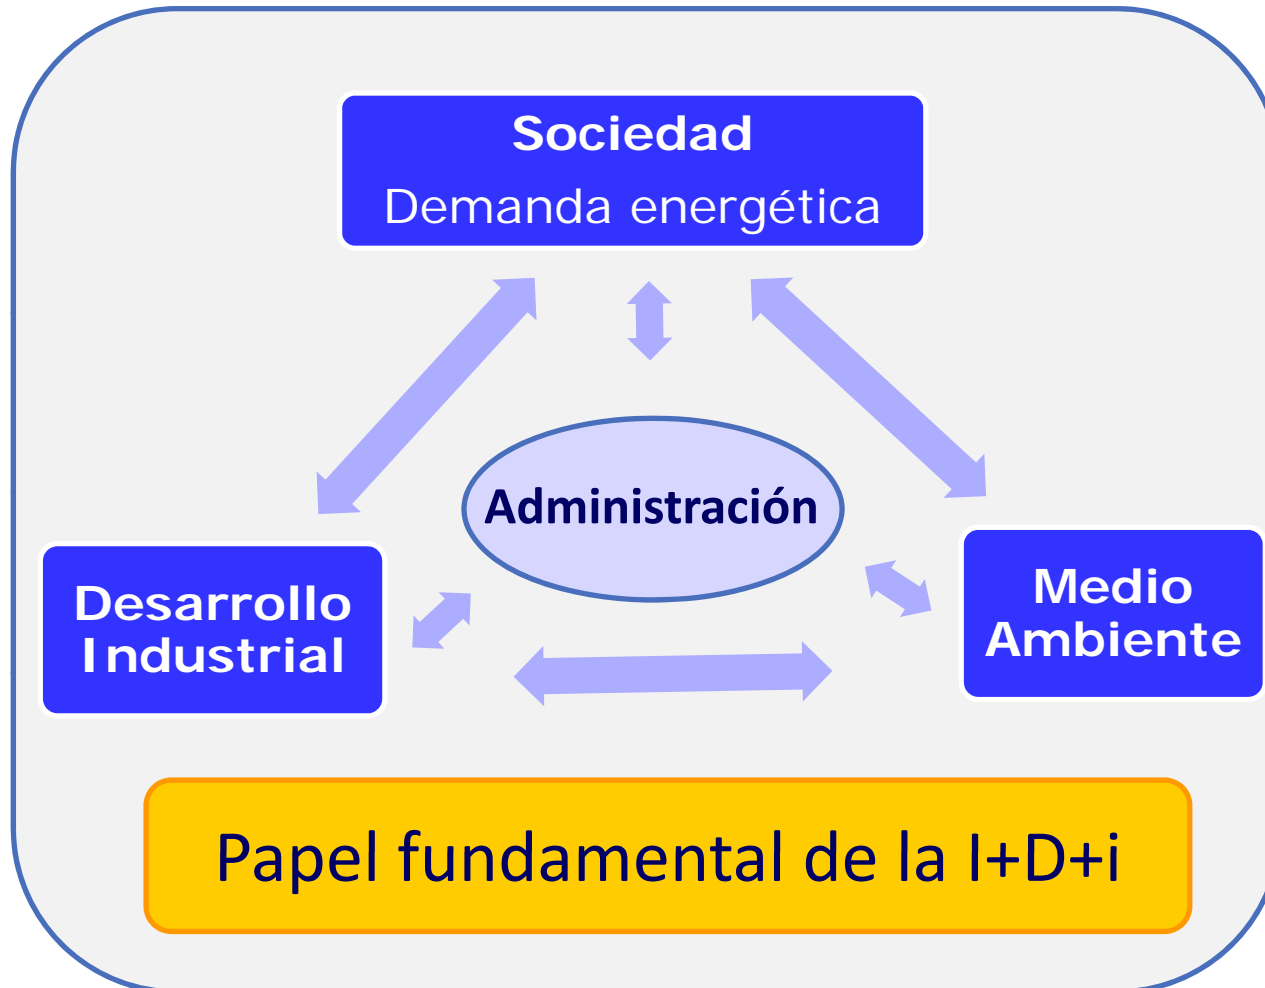 Sociedad
Demanda energética
Administración
Desarrollo
Industrial
Medio
Ambiente
Papel fundamental de la I+D+i